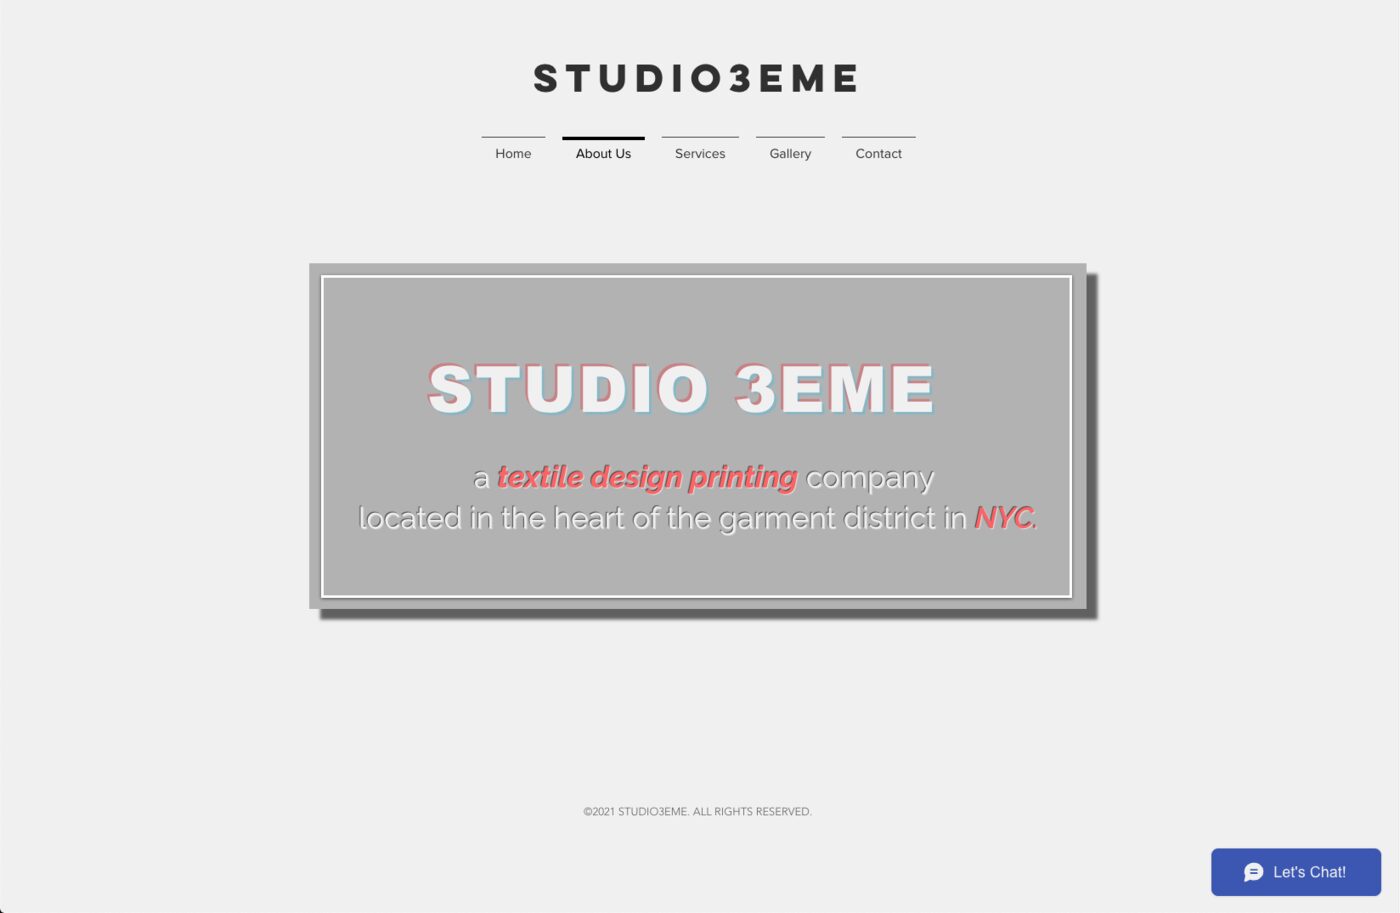 STUDIO3EME
Home About Us Services Gallery Contact
STUDIO 3EME
a textile design printing company
located in the heart of the garment district in NYC.
©2021 STUDIO3EME. ALL RIGHTS RESERVED.
Let's Chat!